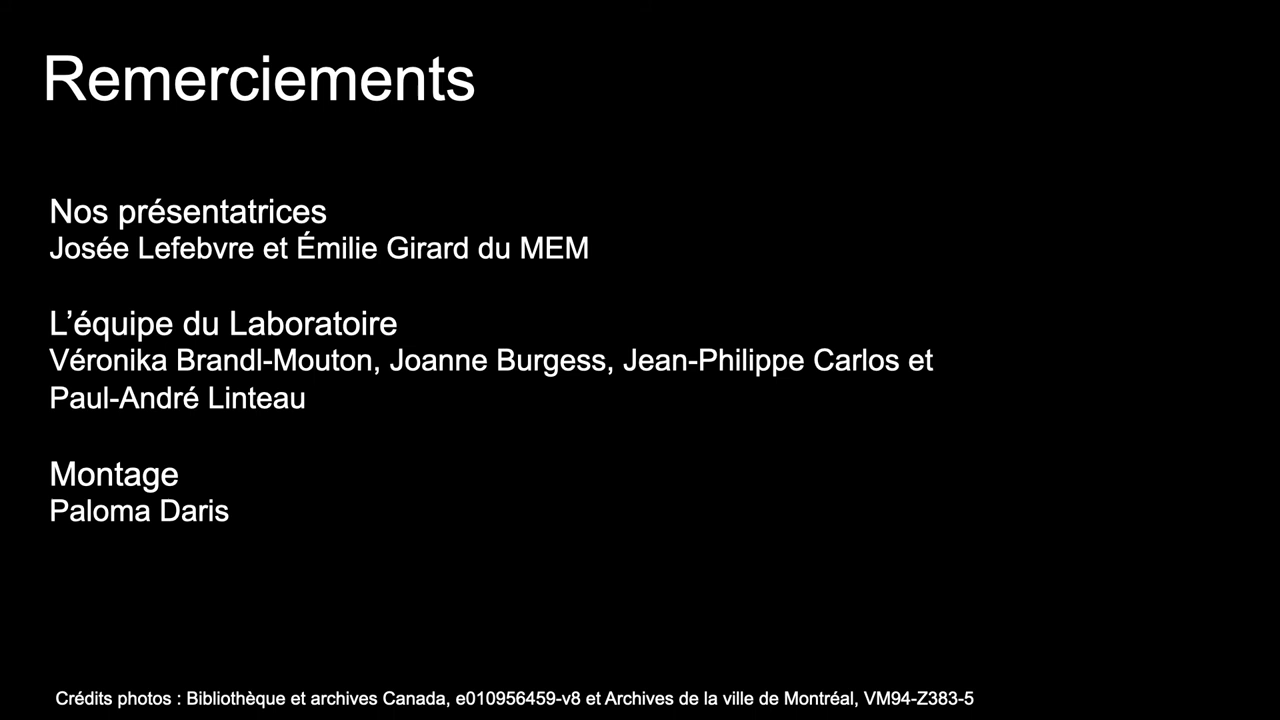 Remerciements
Nos présentatrices
Josée Lefebvre et Émilie Girard du MEM
L’équipe du Laboratoire
Véronika Brandl-Mouton, Joanne Burgess, Jean-Philippe Carlos et
Paul-André Linteau
Montage
Paloma Daris
Crédits photos : Bibliothèque et archives Canada, e010956459-v8 et Archives de la ville de Montréal, VM94-Z383-5